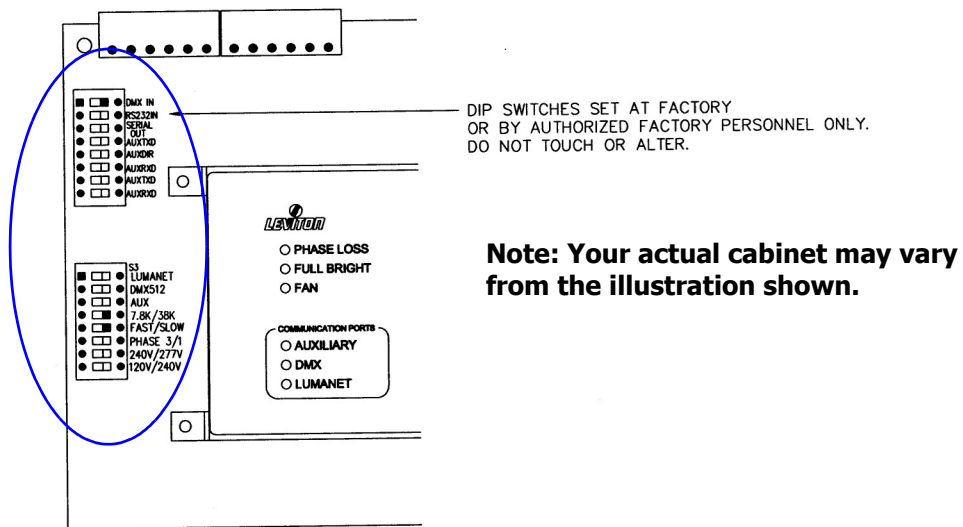 DMX IN
RS232IN
SERIAL
OUT
AUXTXD
AUXDIR
AUXRXD
AUXTXD
AUXRXD
DIP SWITCHES SET AT FACTORY
OR BY AUTHORIZED FACTORY PERSONNEL ONLY.
DO NOT TOUCH OR ALTER.
LEVITON
PHASE LOSS
FULL BRIGHT
FAN
Note: Your actual cabinet may vary
from the illustration shown.
S3
LUMANET
DMX512
AUX
7.8K/38K
FAST/SLOW
PHASE 3/1
240V/277V
120V/240V
COMMUNICATION PORTS
AUXILIARY
DMX
LUMANET